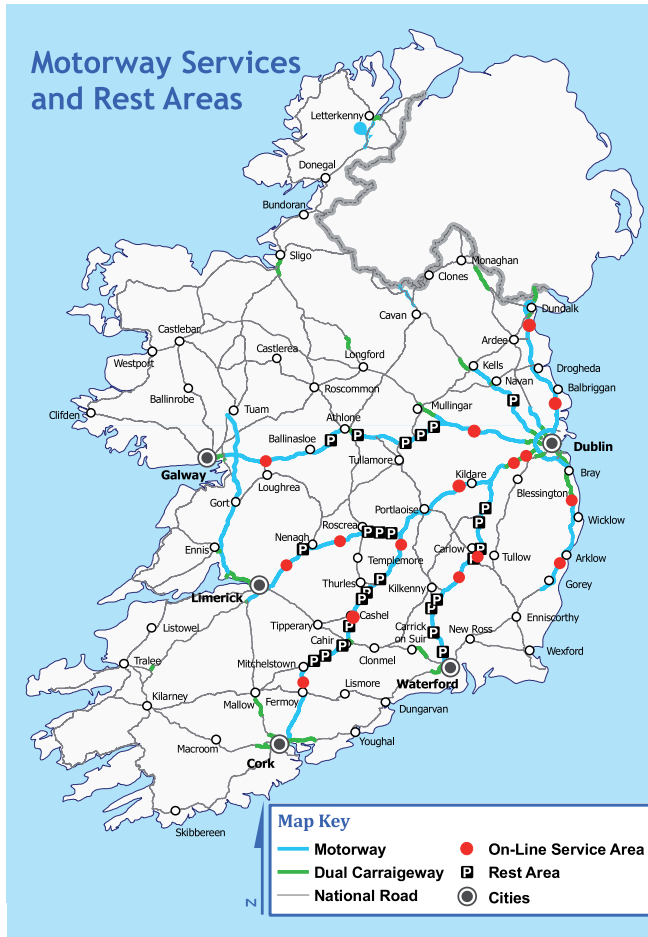 Motorway Services
and Rest Areas
Letterkenny
Donegal
Bundoran
Sligo
Monaghan
Clones
Cavan
Dundalk
Ardee
Castlebar
Westport
Castlerea
Longford
Kells
Drogheda
Navan
Balbriggan
Ballinrobe
Roscommon
Clifden
Tuam
Mullingar
Athlone
Ballinasloe
Dublin
Tullamore
Galway
Loughrea
Kildare
Bray
Blessington
Gort
Portlaoise
Wicklow
Roscrea
Nenagh
Ennis
Carlow
Tullow
Arklow
Templemore
Gorey
Thurles
Kilkenny
Limerick
Cashel
Enniscorthy
Listowel
Tipperary
Carrick
on Suir
New Ross
Cahir
Wexford
Tralee
Clonmel
Mitchelstown
Waterford
Kilarney
Lismore
Mallow
Fermoy
Dungarvan
Macroom
Youghal
Cork
Skibbereen
P P P P P P P P P P P P P P P P P P P P P P P P P P P P
Map Key
Motorway
On-Line Service Area
Dual Carraigeway
P Rest Area
National Road
Cities
N